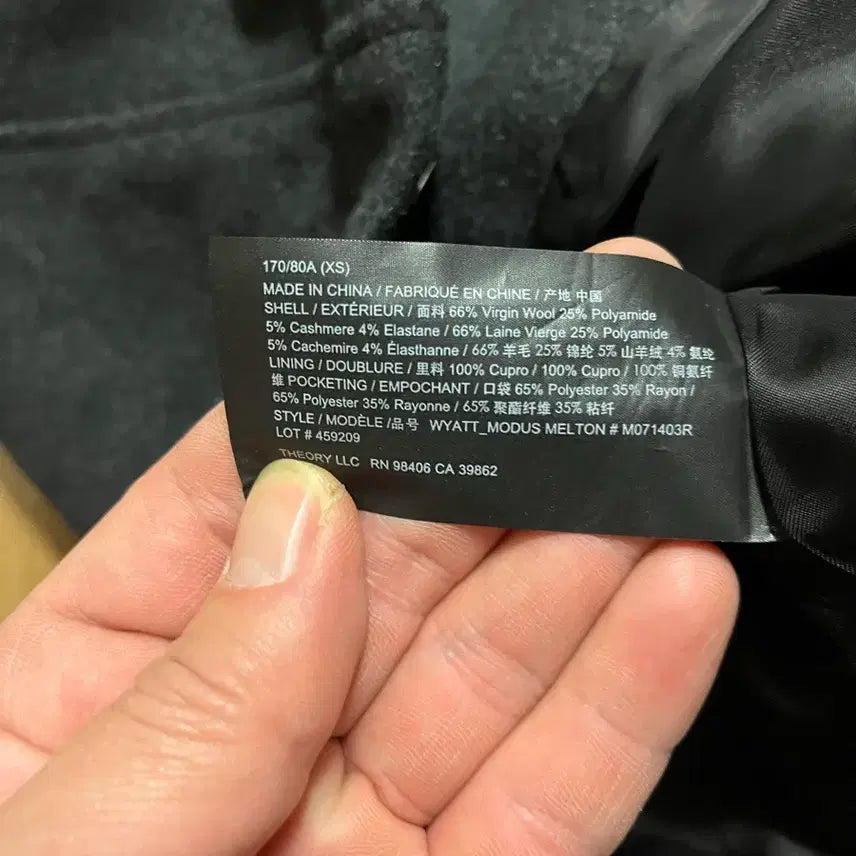 170/80A (XS)
MADE IN CHINA / FABRIQUÉ EN CHINE / 产地 中国
SHELL / EXTÉRIEUR / 面料 66% Virgin Wool 25% Polyamide
5% Cashmere 4% Elastane / 66% Laine Vierge 25% Polyamide
5% Cachemire 4% Élasthanne / 66% 羊毛 25% 锦纶 5% 山羊绒 4% 氨纶
LINING / DOUBLURE / 里料 100% Cupro / 100% Cupro / 100% 铜氨纤
维 POCKETING / EMPOCHANT / 口袋 65% Polyester 35% Rayon /
65% Polyester 35% Rayonne / 65% 聚酯纤维 35% 粘纤
STYLE / MODÈLE /品号 WYATT_MODUS MELTON # M071403R
LOT # 459209
THEORY LLC RN 98406 CA 39862